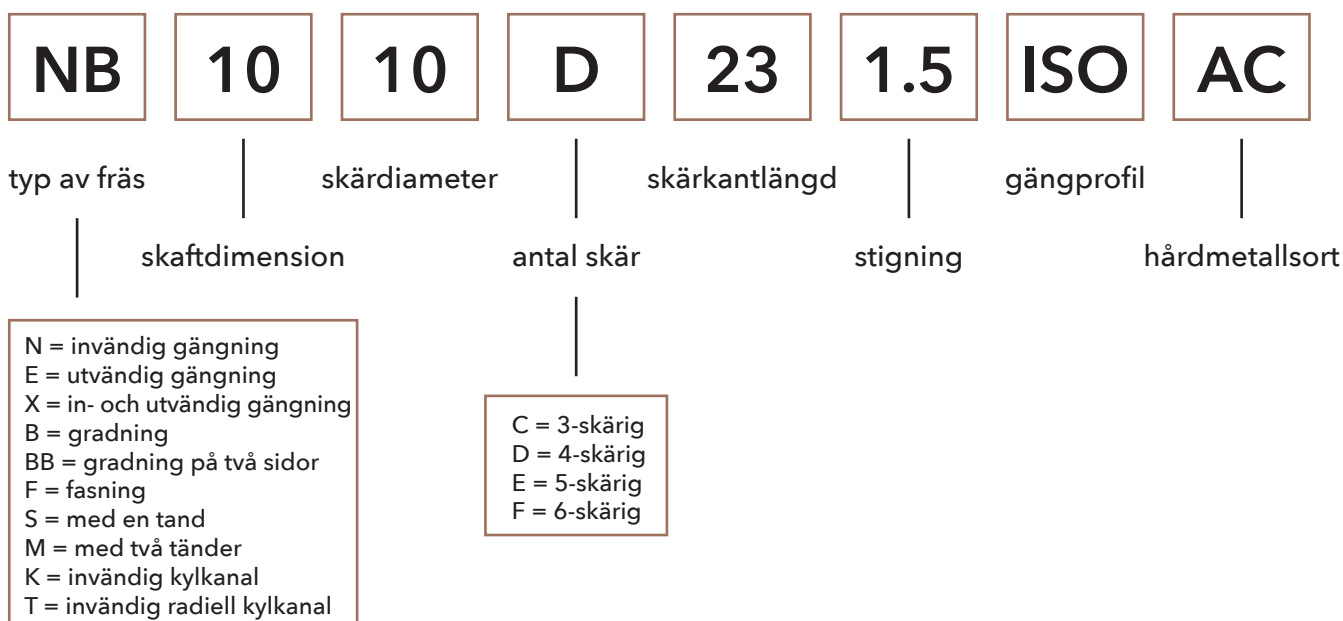 NB 10 10 D 23 1.5 ISO AC
typ av fräs skärdiameter skärkantlängd gängprofil
skaftdimension antal skär stigning hårdmetallsort
N = invändig gängning
E = utvändig gängning
X = in- och utvändig gängning
B = gradning
BB = gradning på två sidor
F = fasning
S = med en tand
M = med två tänder
K = invändig kylkanal
T = invändig radiell kylkanal
C = 3-skärig
D = 4-skärig
E = 5-skärig
F = 6-skärig